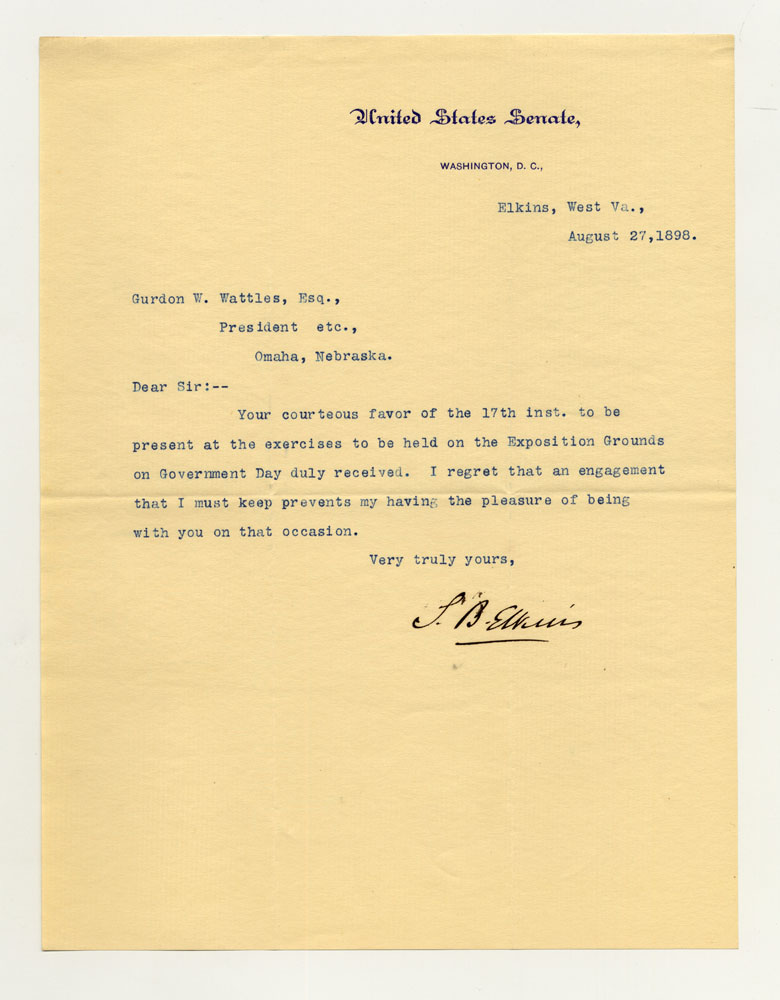 United States Senate,
WASHINGTON, D. C.,
Elkins, West Va.,
August 27,1898.
Gurdon W. Wattles, Esq.,
President etc.,
Omaha, Nebraska.
Dear Sir:--
Your courteous favor of the 17th inst. to be
present at the exercises to be held on the Exposition Grounds
on Government Day duly received. I regret that an engagement
that I must keep prevents my having the pleasure of being
with you on that occasion.
Very truly yours,
S. B. Elkins